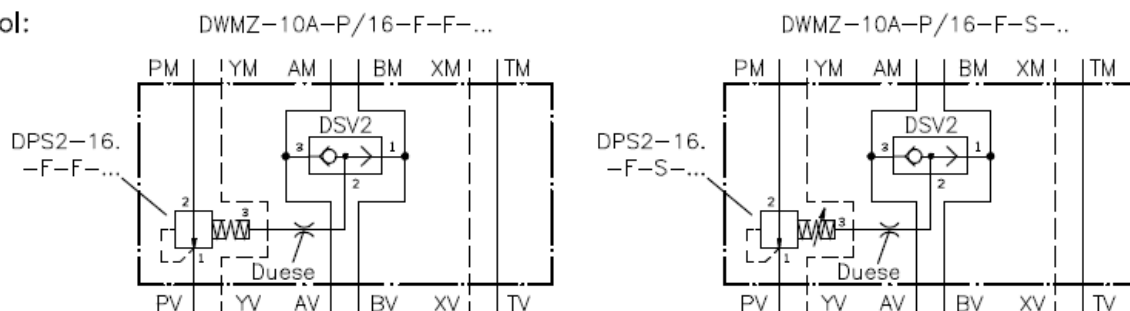 ol:
DWMZ-10A-P/16-F-F-...
PM YM AM BM XM TM
DSV2
3 1
2
DPS2-16.
-F-F-...
2
3
1
Duese
PV YV AV BV XV TV
DWMZ-10A-P/16-F-S-..
PM YM AM BM XM TM
DSV2
3 1
2
DPS2-16.
-F-S-...
2
3
1
Duese
PV YV AV BV XV TV